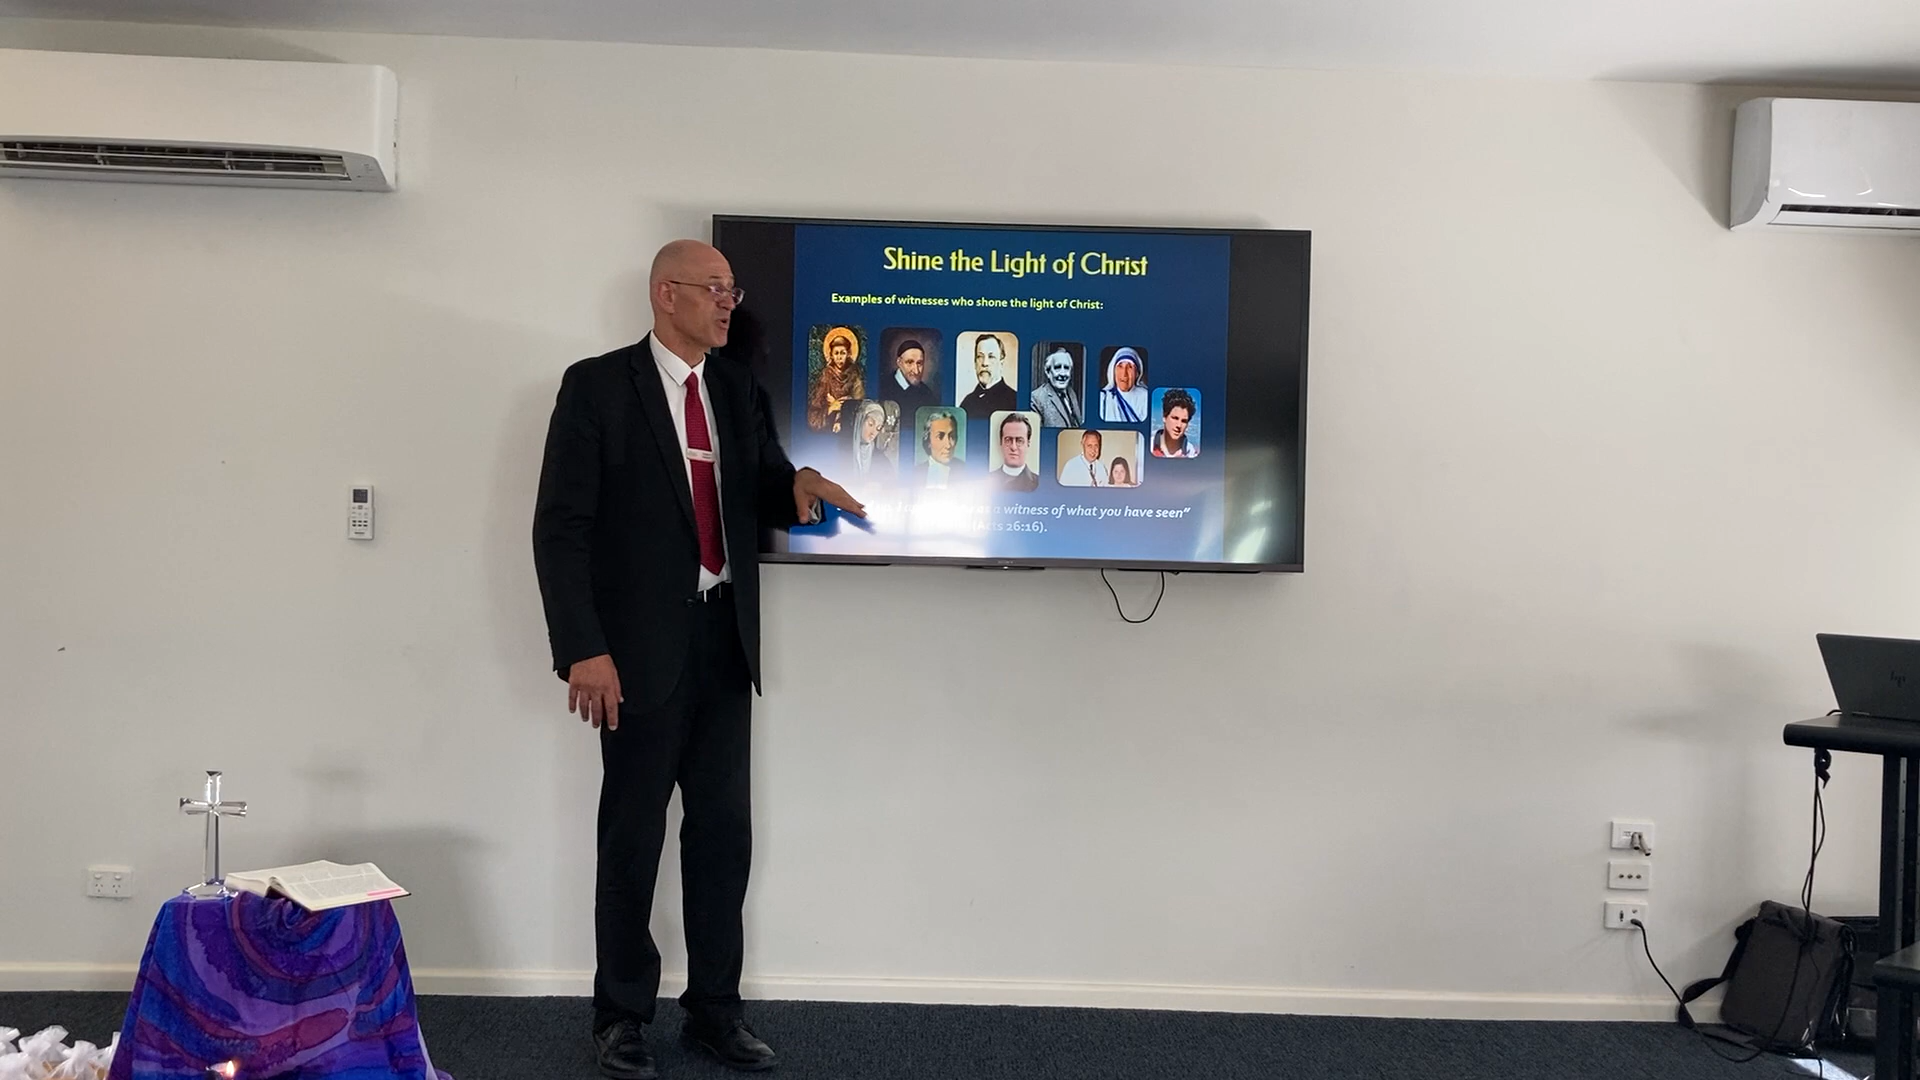 Shine the Light of Christ
Examples of witnesses who shone the light of Christ:
a witness of what you have seen"
(Acts 26:16).
hp